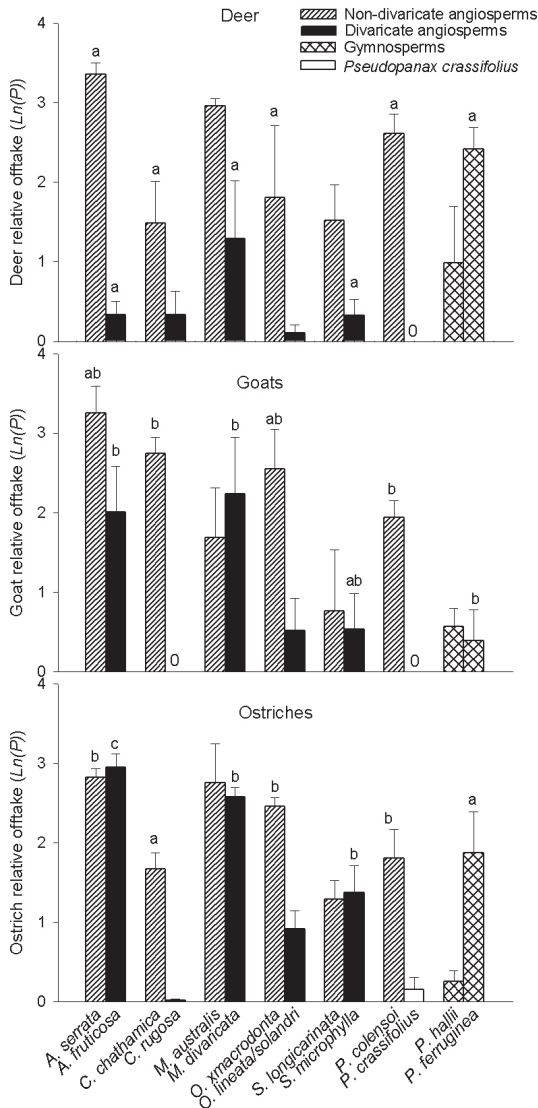 Deer
Non-divaricate angiosperms
Divaricate angiosperms
Gymnosperms
Pseudopanax crassifolius
Deer relative offtake (Ln(P))
4
3
2
1
0
a
a
a
a
a
a
a
0
a
Goats
Goat relative offtake (Ln(P))
4
3
2
1
0
ab
b
b
0
b
ab
ab
b
0
b
Ostriches
Ostrich relative offtake (Ln(P))
4
3
2
1
0
b
c
a
b
b
b
b
a
A. serrata
A. fruticosa
C. chathamica
C. rugosa
M. australis
M. divaricata
O. xmacrodonta
O. lineata/solandri
S. longicarinata
S. microphylla
P. colensoi
P. crassifolius
P. hallii
P. ferruginea